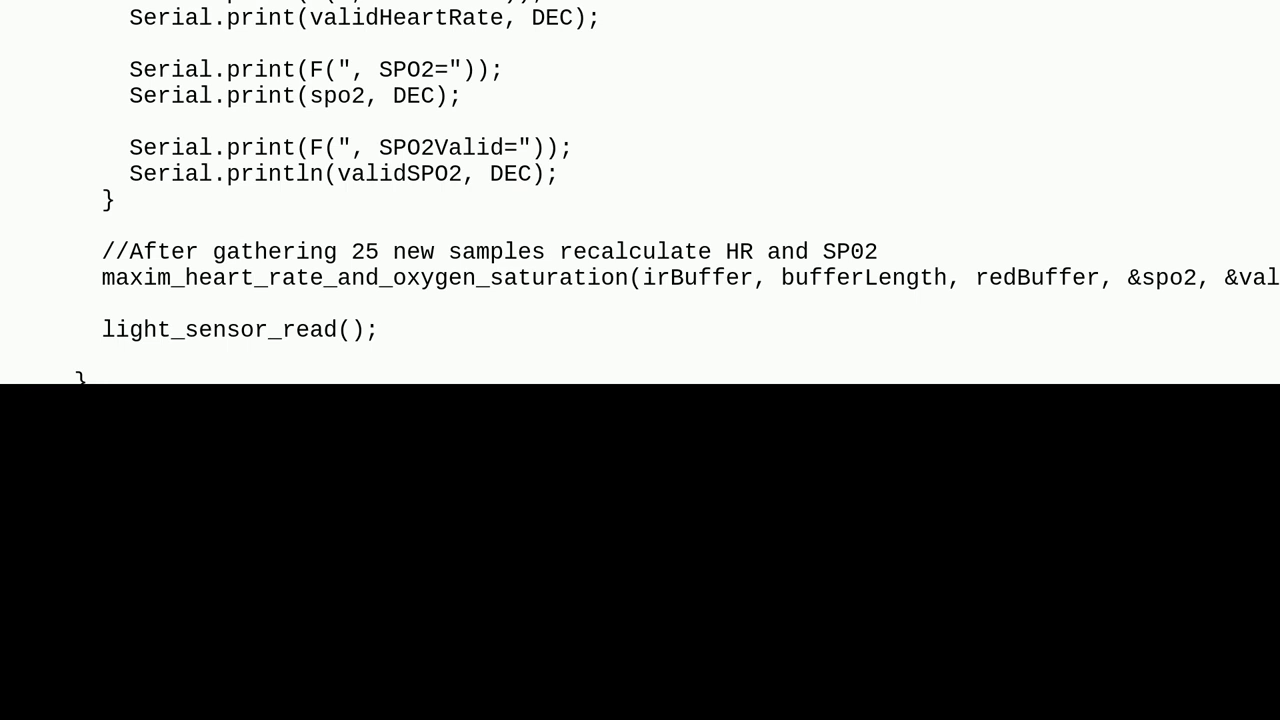 Serial.print(validHeartRate, DEC);
Serial.print(F(", SPO2="));
Serial.print(spo2, DEC);
Serial.print(F(", SPO2Valid="));
Serial.println(validSPO2, DEC);
}
//After gathering 25 new samples recalculate HR and SP02
maxim_heart_rate_and_oxygen_saturation(irBuffer, bufferLength, redBuffer, &spo2, &val
light_sensor_read();
}